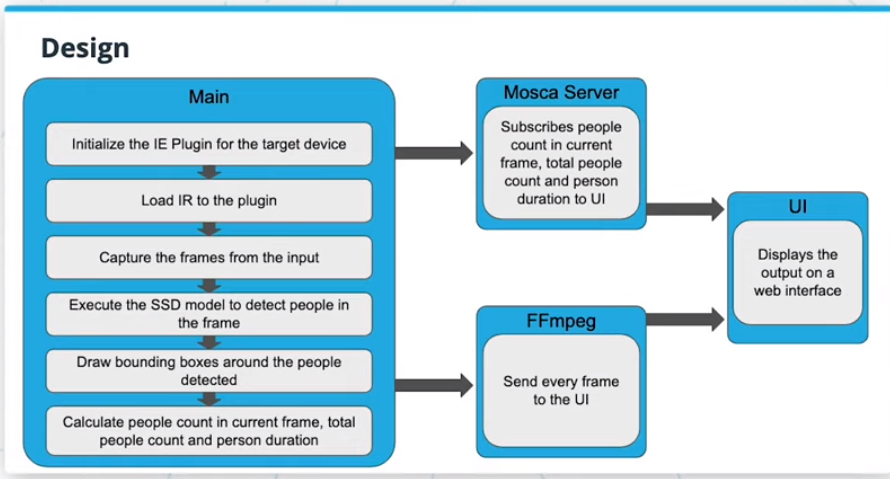 Design
Main
Initialize the IE Plugin for the target device
Load IR to the plugin
Capture the frames from the input
Execute the SSD model to detect people in
the frame
Draw bounding boxes around the people
detected
Calculate people count in current frame, total
people count and person duration
Mosca Server
Subscribes people
count in current
frame, total people
count and person
duration to UI
FFmpeg
Send every frame
to the UI
UI
Displays the
output on a
web interface